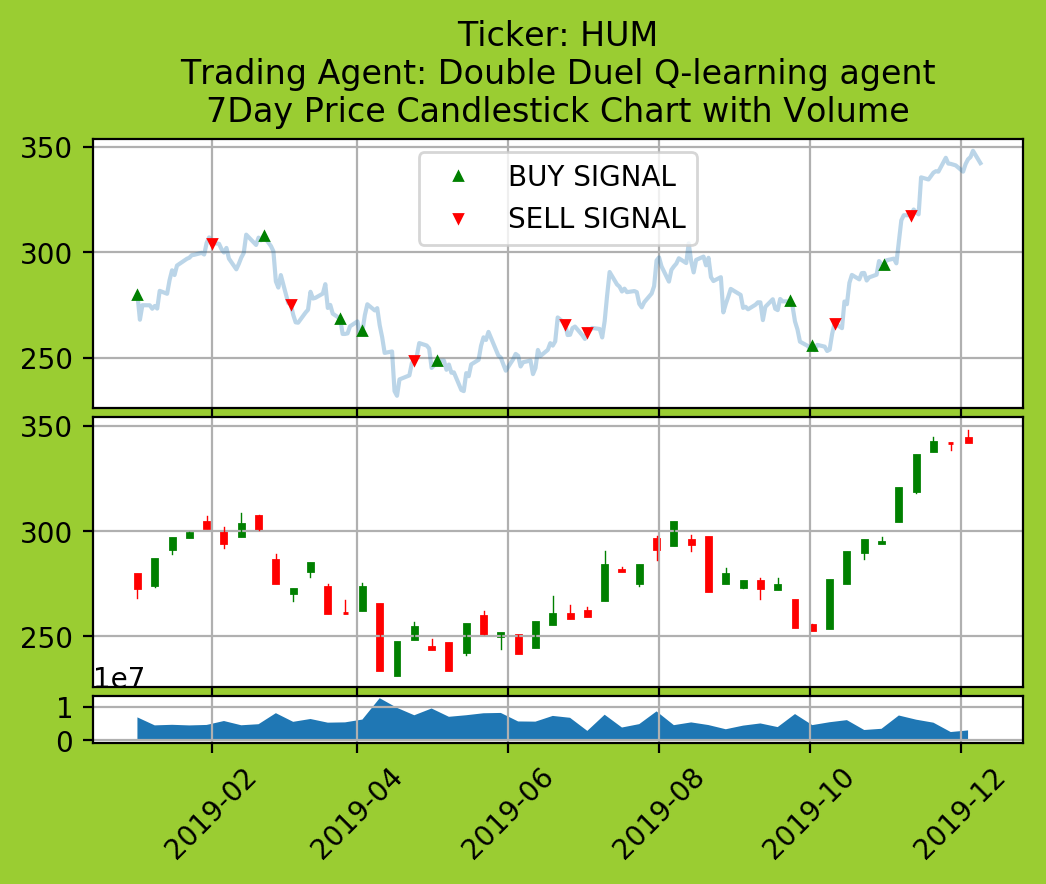 Ticker: HUM
Trading Agent: Double Duel Q-learning agent
7Day Price Candlestick Chart with Volume
350
300
250
BUY SIGNAL
SELL SIGNAL
350
300
250
1e7
1
0
2019-02
2019-04
2019-06
2019-08
2019-10
2019-12